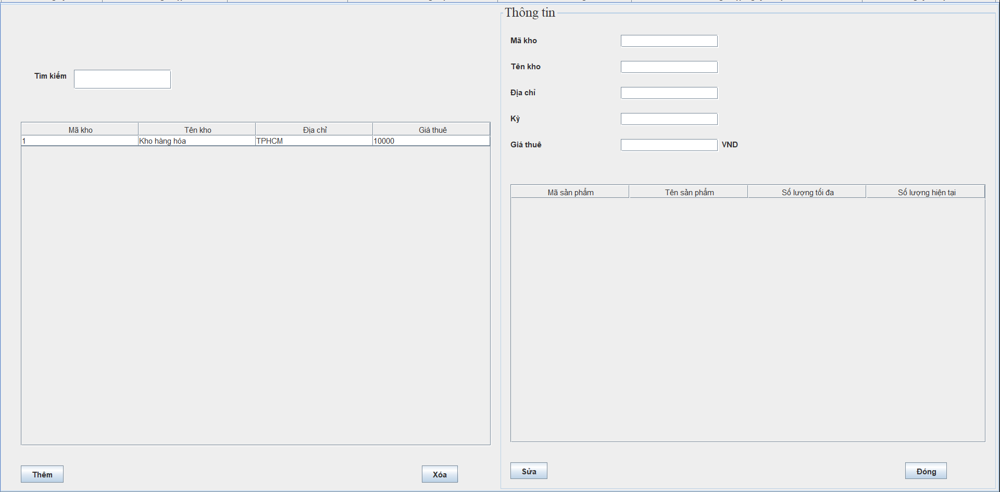 Tìm kiếm
Mã kho Tên kho Địa chỉ Giá thuê
1 Kho hàng hóa TPHCM 10000
Thêm Xóa
Thông tin
Mã kho
Tên kho
Địa chỉ
Kỳ
Giá thuê VND
Mã sản phẩm Tên sản phẩm Số lượng tối đa Số lượng hiện tại
Sửa Đóng